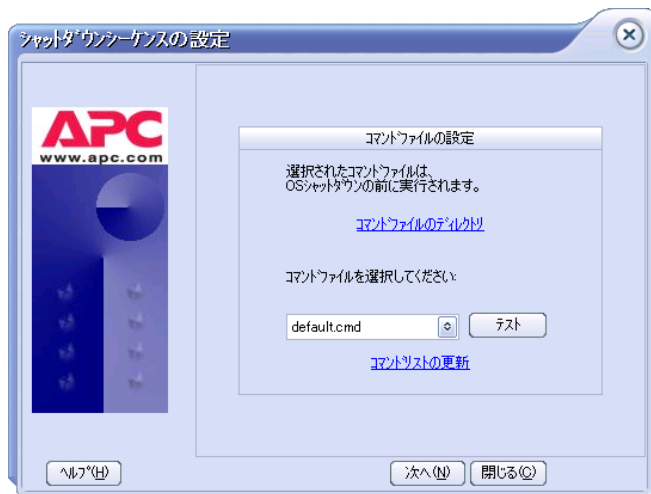 シャットダウンシーケンスの設定
APC
www.apc.com
コマンドファイルの設定
選択されたコマンドファイルは、
OSシャットダウンの前に実行されます。
コマンドファイルのディレクトリ
コマンドファイルを選択してください:
default.cmd
テスト
コマンドリストの更新
ヘルプ(H)
次へ(N)
閉じる(C)